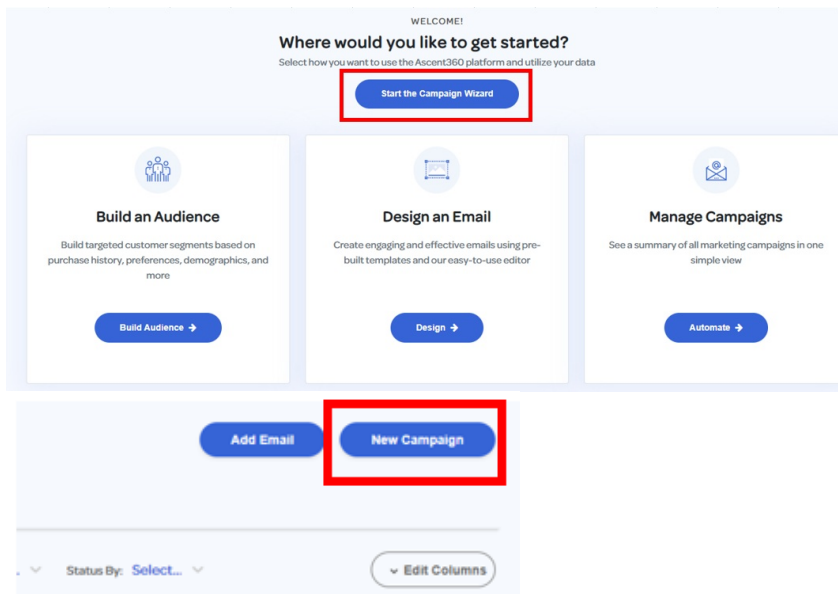 WELCOME!
Where would you like to get started?
Select how you want to use the Ascent360 platform and utilize your data
Start the Campaign Wizard
Build an Audience
Build targeted customer segments based on
purchase history, preferences, demographics, and
more
Build Audience →
Design an Email
Create engaging and effective emails using pre-
built templates and our easy-to-use editor
Design →
Manage Campaigns
See a summary of all marketing campaigns in one
simple view
Automate →
Add Email
New Campaign
Status By: Select...
Edit Columns